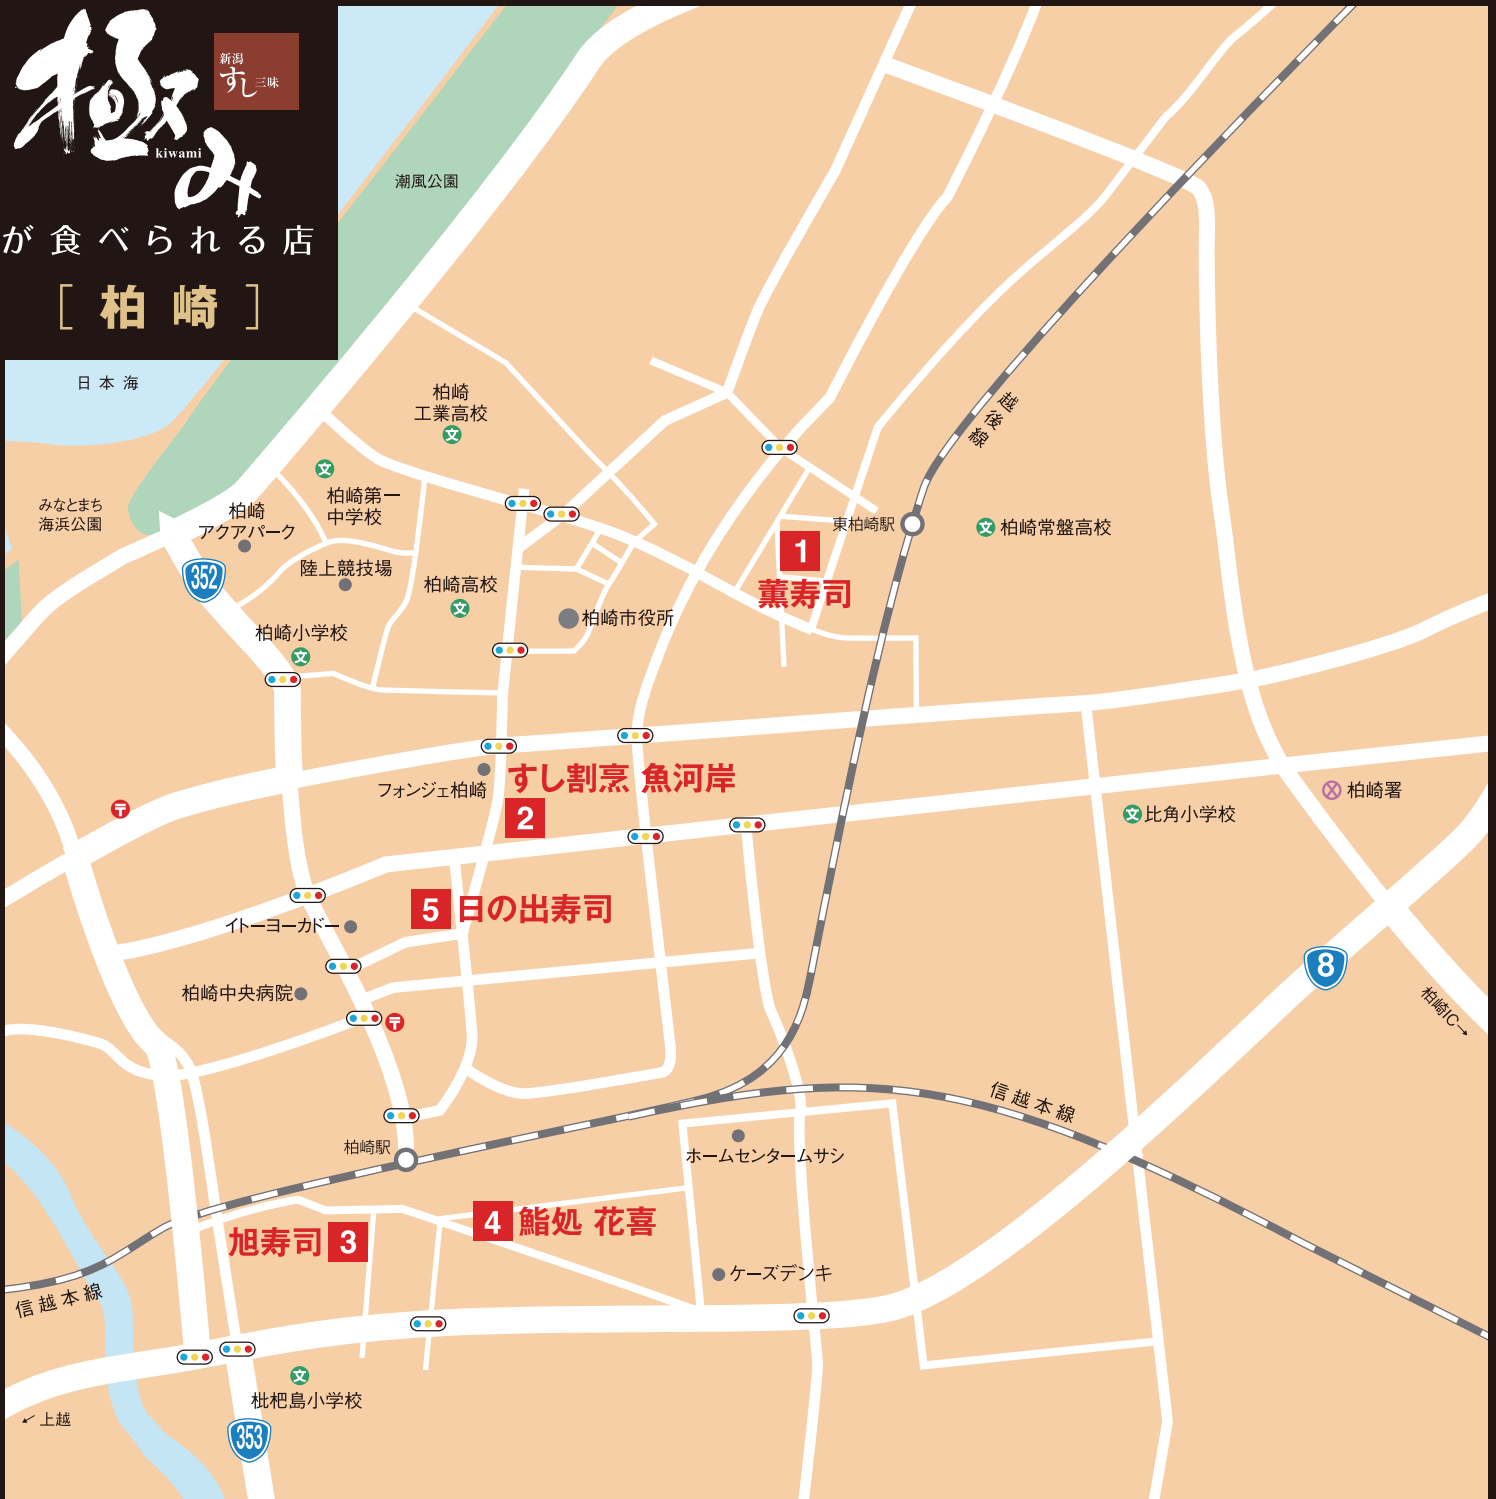 極み
kiwami
新潟
すし三昧
が食べられる店
[柏崎]
潮風公園
日本海
柏崎
工業高校
文
文
柏崎第一
中学校
みなとまち
海浜公園
柏崎
アクアパーク
352
陸上競技場
柏崎高校
文
柏崎市役所
柏崎小学校
文
越後線
東柏崎駅
文 柏崎常盤高校
1
薫寿司
フォンジェ柏崎
すし割烹 魚河岸
2
〒
柏崎署
文 比角小学校
5 日の出寿司
イトーヨーカドー
柏崎中央病院
〒
8
柏崎IC→
信越本線
柏崎駅
ホームセンタームサシ
4 鮨処 花喜
旭寿司 3
ケーズデンキ
信越本線
文
枇杷島小学校
←上越
353